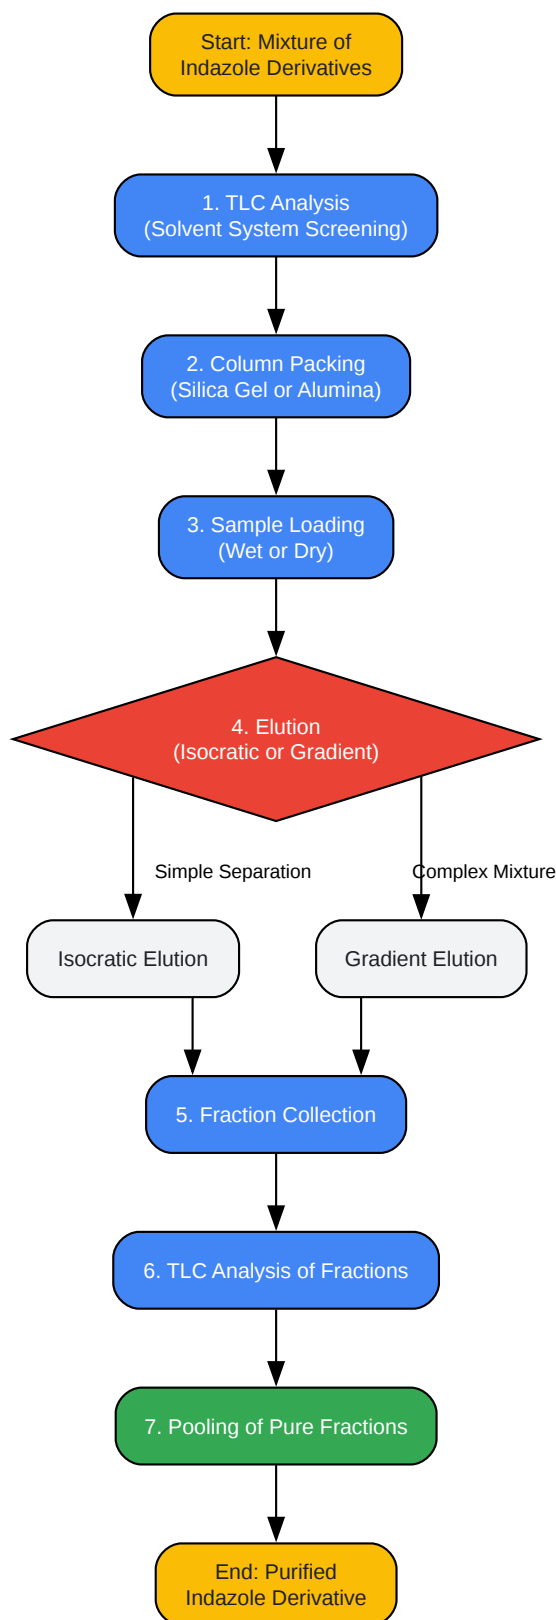 Start: Mixture of
Indazole Derivatives
1. TLC Analysis
(Solvent System Screening)
2. Column Packing
(Silica Gel or Alumina)
3. Sample Loading
(Wet or Dry)
4. Elution
(Isocratic or Gradient)
Simple Separation
Complex Mixture
Isocratic Elution
Gradient Elution
5. Fraction Collection
6. TLC Analysis of Fractions
7. Pooling of Pure Fractions
End: Purified
Indazole Derivative